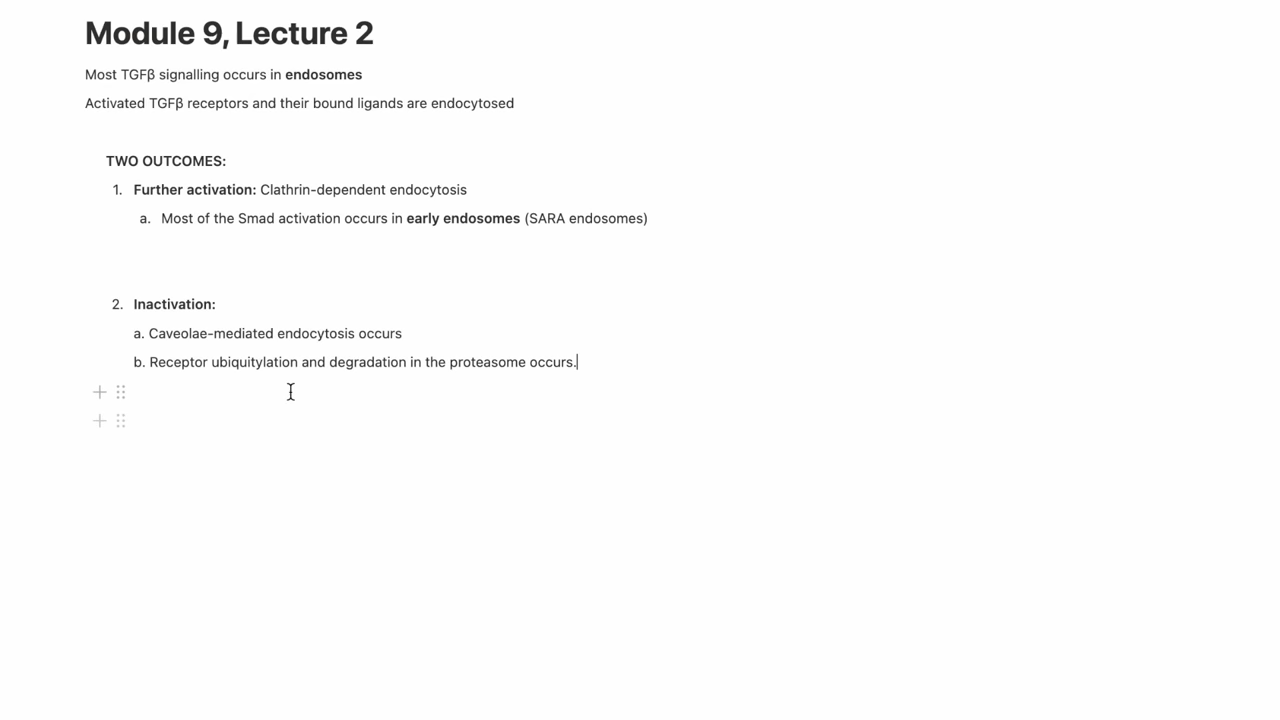 Module 9, Lecture 2
Most TGFβ signalling occurs in endosomes
Activated TGFβ receptors and their bound ligands are endocytosed
TWO OUTCOMES:
1. Further activation: Clathrin-dependent endocytosis
a. Most of the Smad activation occurs in early endosomes (SARA endosomes)
2. Inactivation:
a. Caveolae-mediated endocytosis occurs
b. Receptor ubiquitylation and degradation in the proteasome occurs.